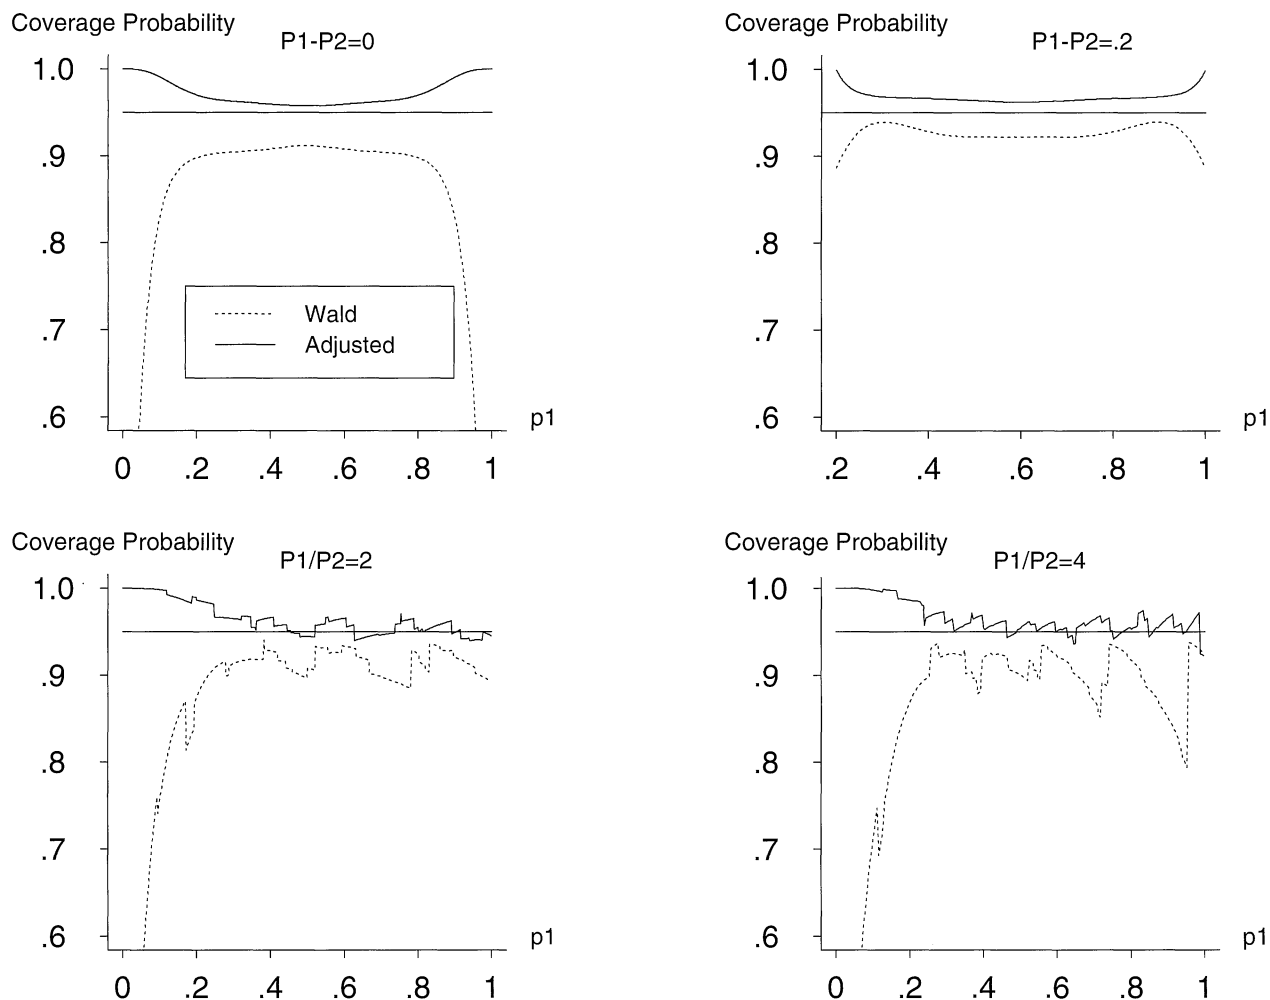 Coverage Probability
P1-P2=0
1.0
.9
.8
.7
.6
Wald
Adjusted
p1
0 .2 .4 .6 .8 1
Coverage Probability
P1-P2=.2
1.0
.9
.8
.7
.6
p1
.2 .4 .6 .8 1
Coverage Probability
P1/P2=2
1.0
.9
.8
.7
.6
p1
0 .2 .4 .6 .8 1
Coverage Probability
P1/P2=4
1.0
.9
.8
.7
.6
p1
0 .2 .4 .6 .8 1